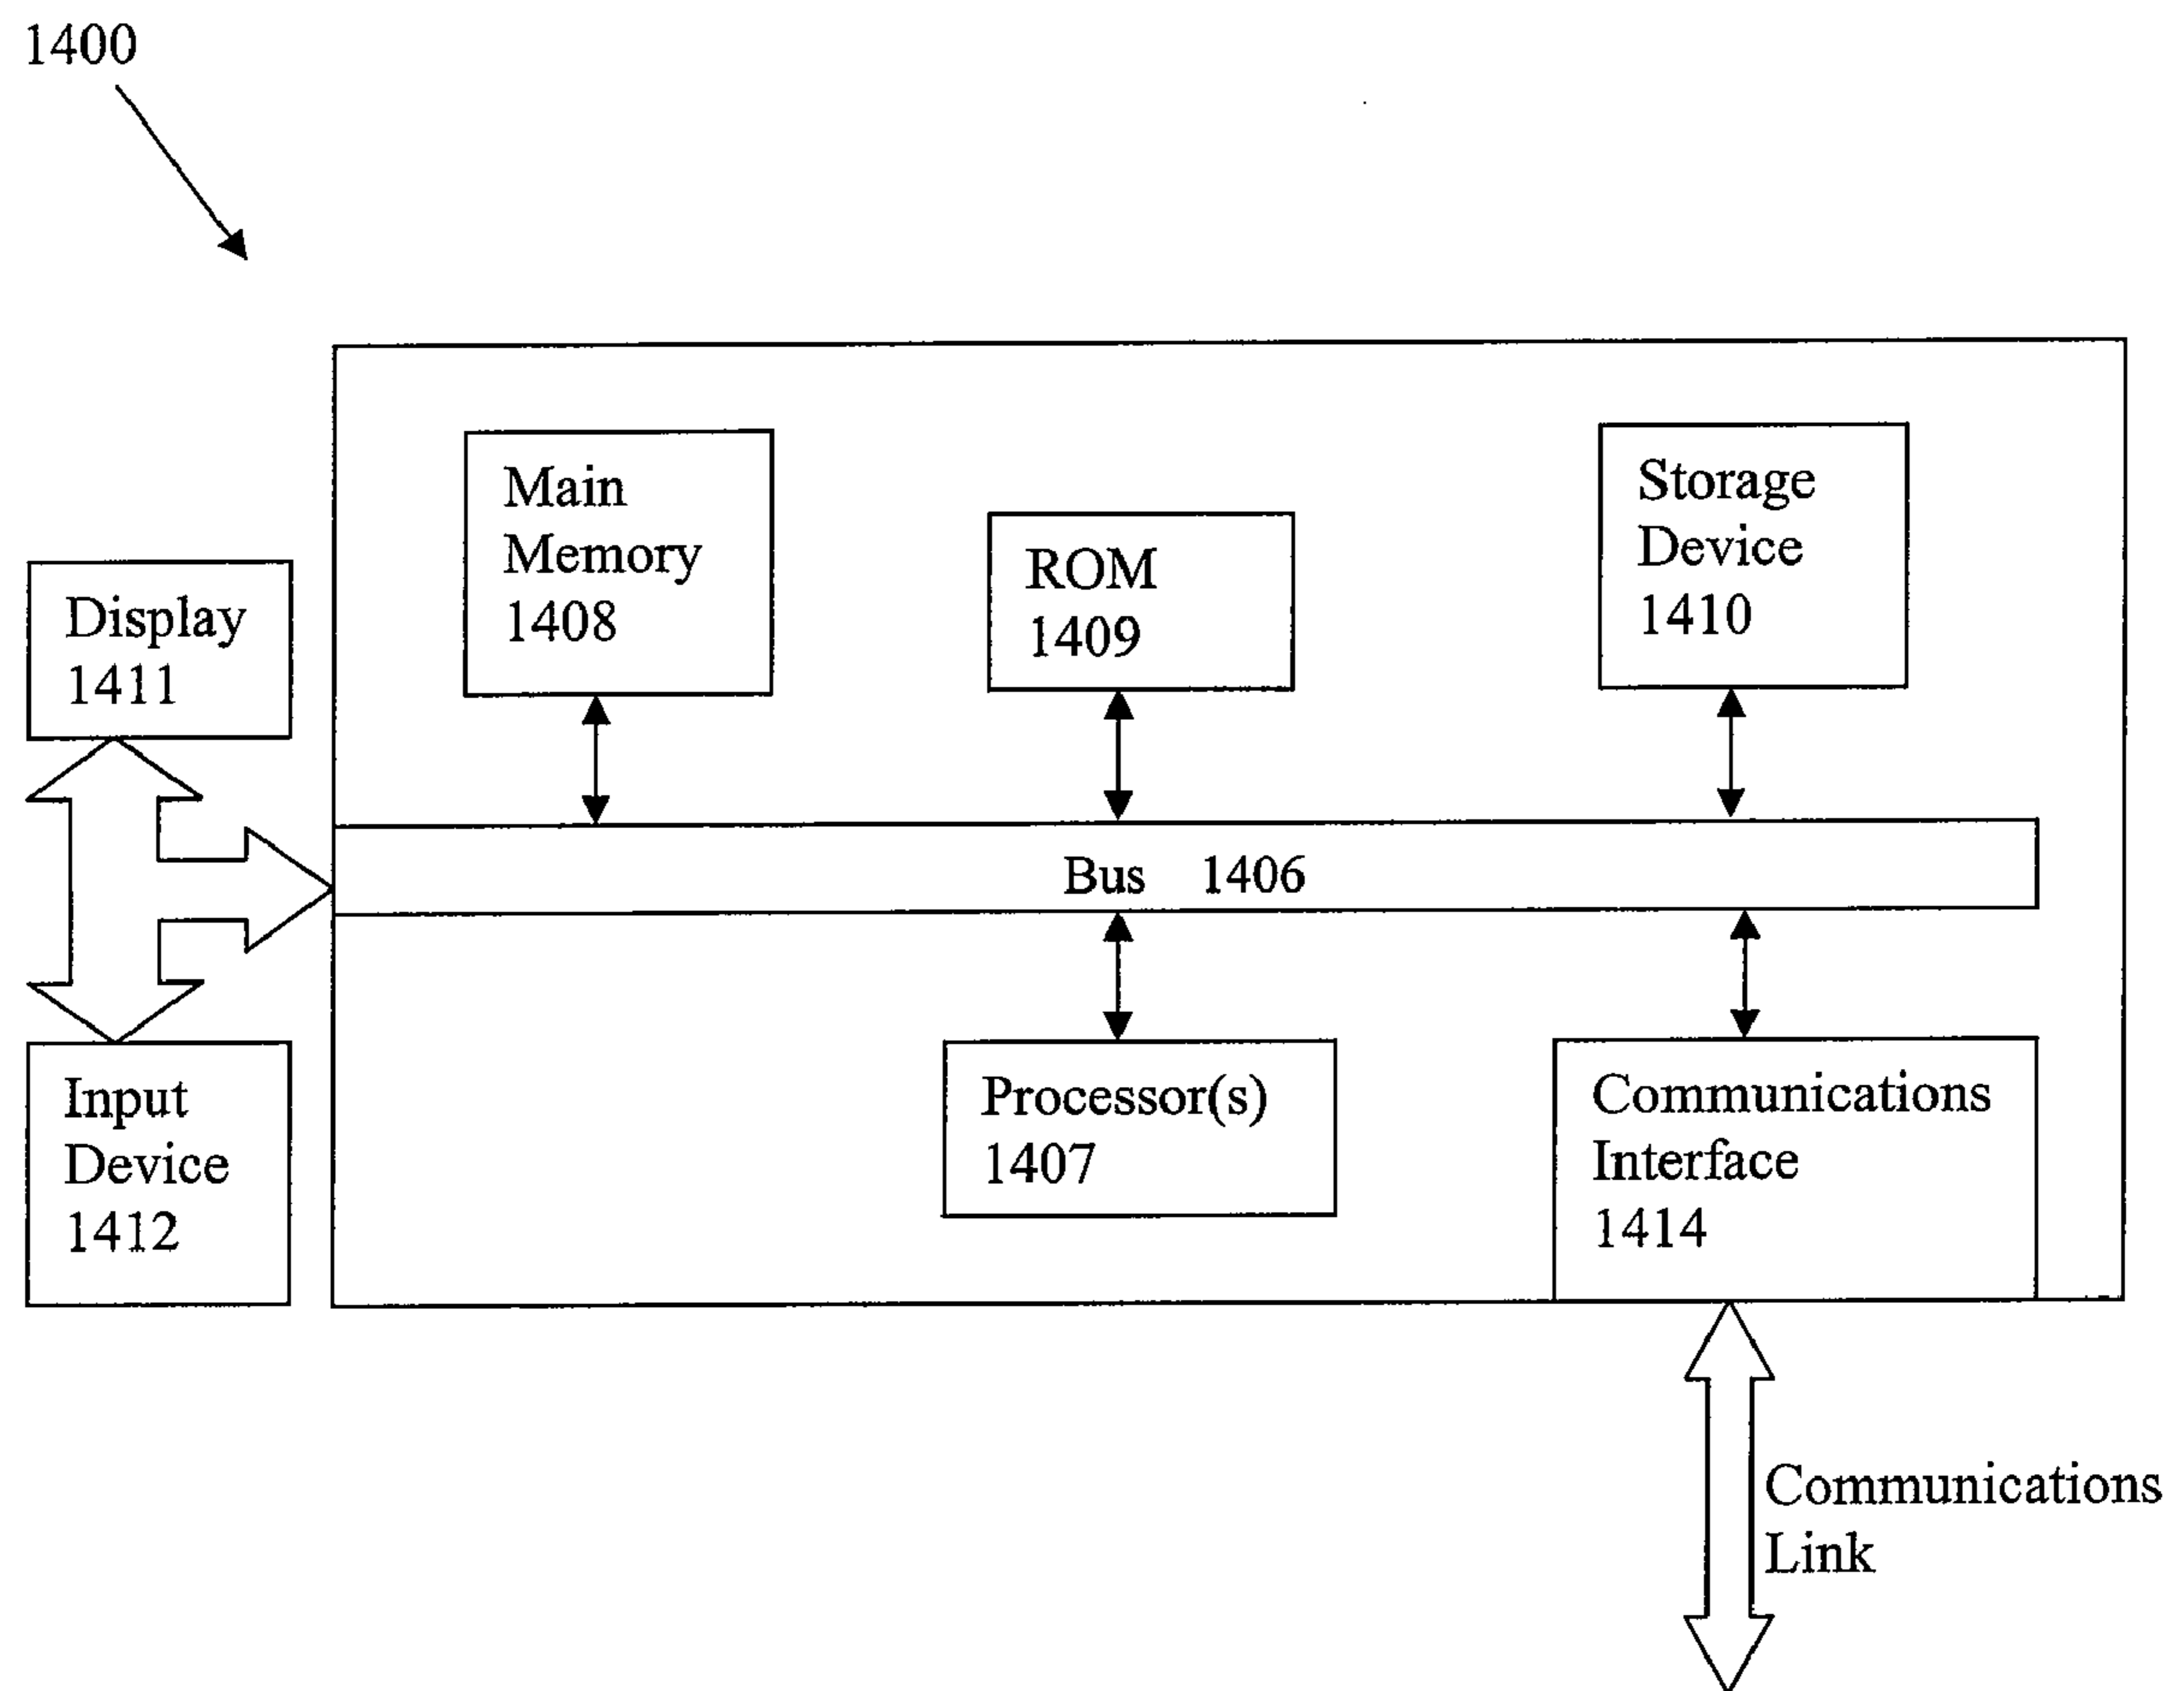 1400
Main
Memory
1408
ROM
1409
Storage
Device
1410
Display
1411
Bus 1406
Input
Device
1412
Processor(s)
1407
Communications
Interface
1414
Communications
Link